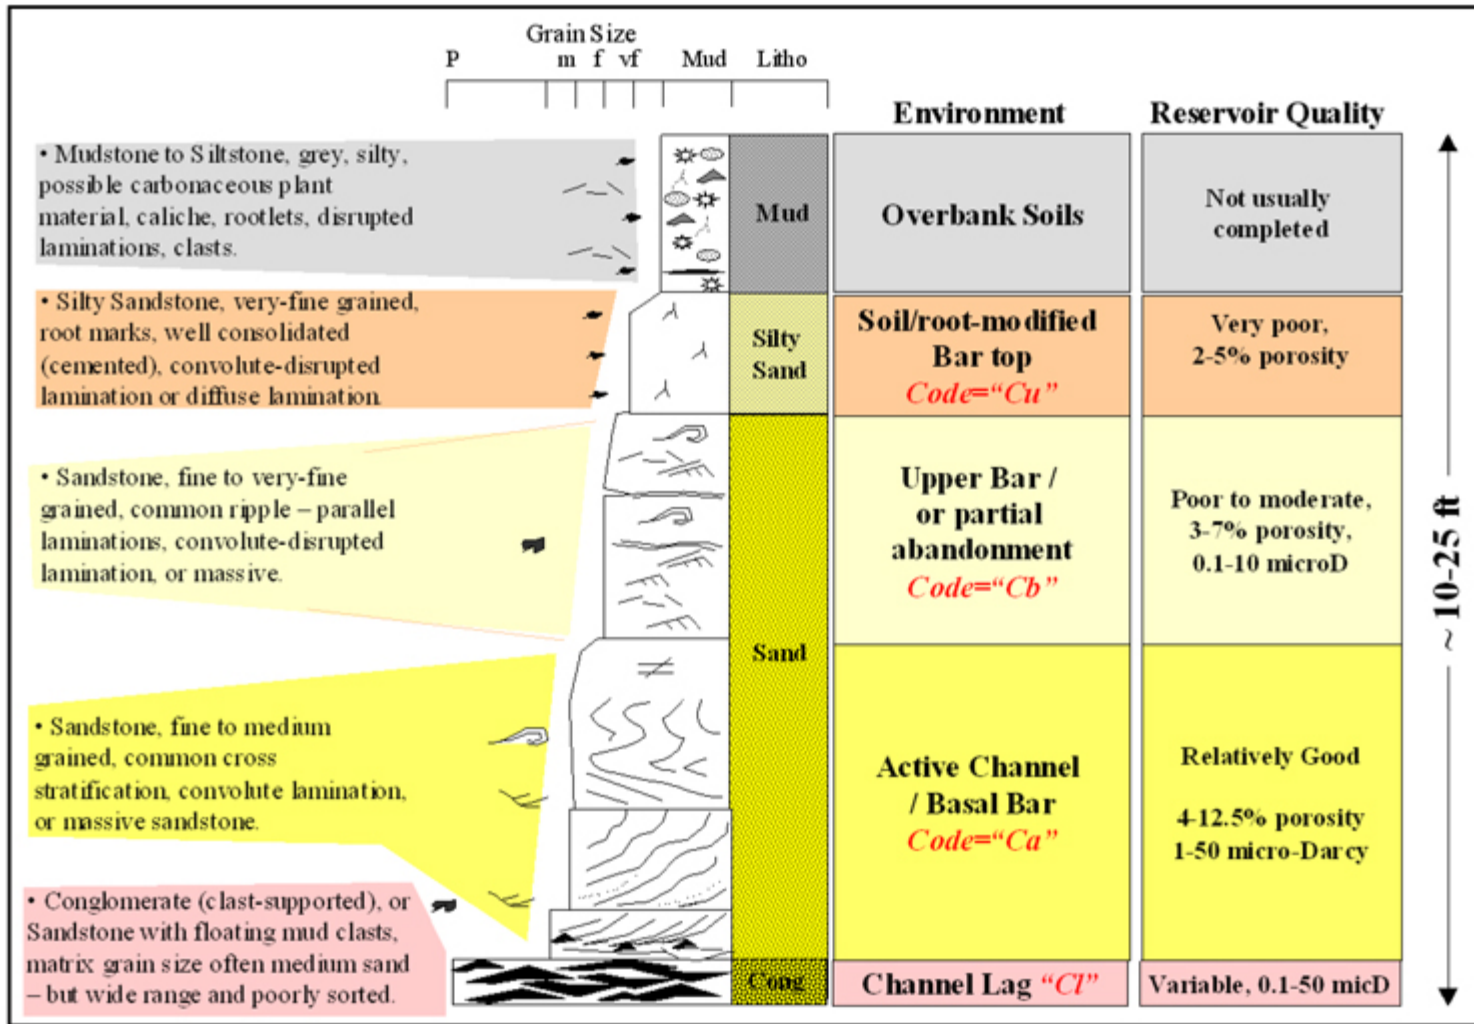 Grain Size
P m f vf Mud Litho
Environment
Reservoir Quality
• Mudstone to Siltstone, grey, silty,
possible carbonaceous plant
material, caliche, rootlets, disrupted
laminations, clasts.
Mud
Overbank Soils
Not usually
completed
• Silty Sandstone, very-fine grained,
root marks, well consolidated
(cemented), convolute-disrupted
lamination or diffuse lamination.
Silty
Sand
Soil/root-modified
Bar top
Code="Cu"
Very poor,
2-5% porosity
• Sandstone, fine to very-fine
grained, common ripple – parallel
laminations, convolute-disrupted
lamination, or massive.
Sand
Upper Bar /
or partial
abandonment
Code="Cb"
Poor to moderate,
3-7% porosity,
0.1-10 microD
• Sandstone, fine to medium
grained, common cross
stratification, convolute lamination,
or massive sandstone.
Active Channel
/ Basal Bar
Code="Ca"
Relatively Good
4-12.5% porosity
1-50 micro-Darcy
• Conglomerate (clast-supported), or
Sandstone with floating mud clasts,
matrix grain size often medium sand
– but wide range and poorly sorted.
Cong
Channel Lag "Cl"
Variable, 0.1-50 micD
~ 10-25 ft